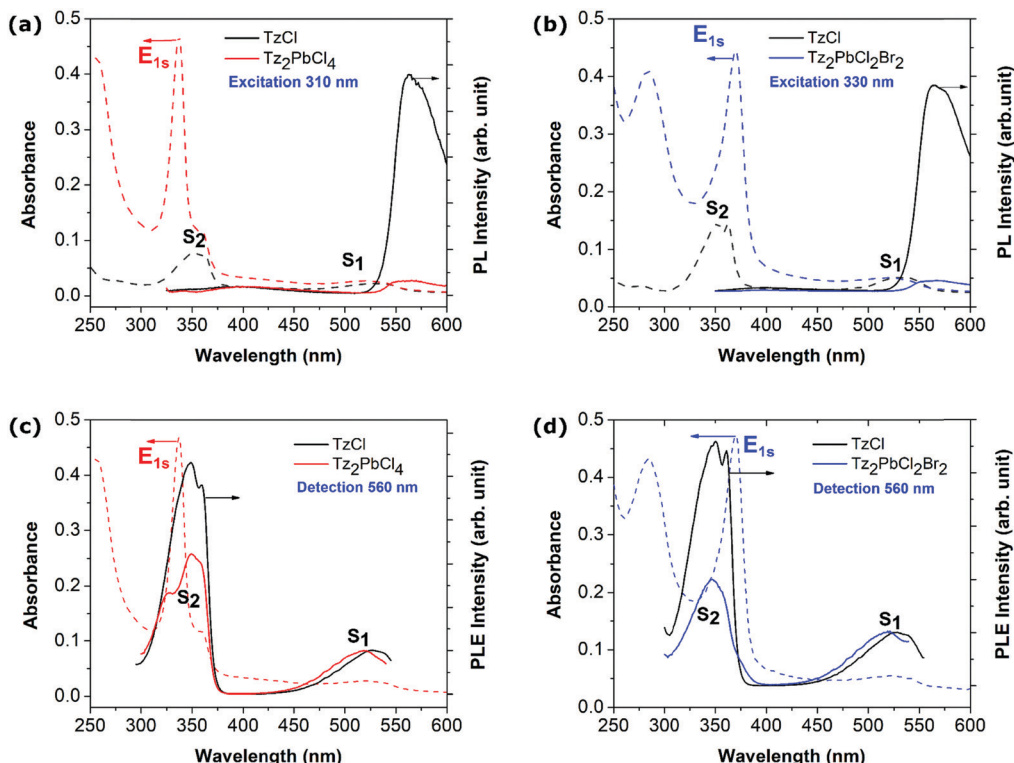 (a)
0.5
0.4
0.3
0.2
0.1
0.0
Absorbance
E1s
TzCl
Tz2PbCl4
Excitation 310 nm
S2
S1
PL Intensity (arb. unit)
250 300 350 400 450 500 550 600
Wavelength (nm)
(b)
0.5
0.4
0.3
0.2
0.1
0.0
Absorbance
E1s
TzCl
Tz2PbCl2Br2
Excitation 330 nm
S2
S1
PL Intensity (arb.unit)
250 300 350 400 450 500 550 600
Wavelength (nm)
(c)
0.5
0.4
0.3
0.2
0.1
0.0
Absorbance
E1s
TzCl
Tz2PbCl4
Detection 560 nm
S2
S1
PLE Intensity (arb. unit)
250 300 350 400 450 500 550 600
Wavelength (nm)
(d)
0.5
0.4
0.3
0.2
0.1
0.0
Absorbance
E1s
TzCl
Tz2PbCl2Br2
Detection 560 nm
S2
S1
PLE Intensity (arb. unit)
250 300 350 400 450 500 550 600
Wavelength (nm)